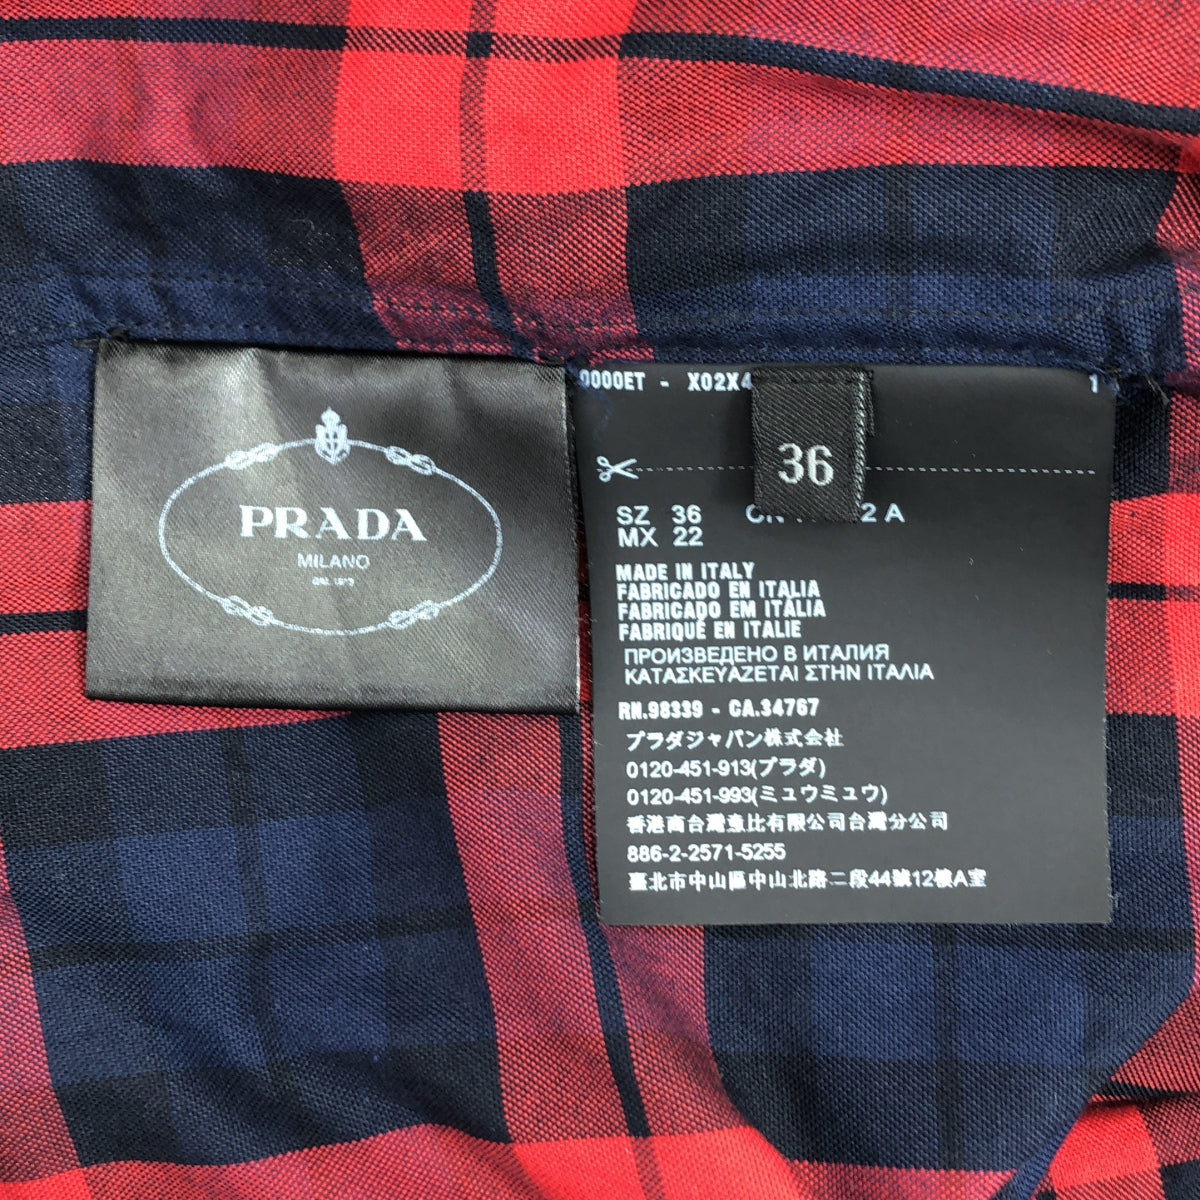 PRADA
MILANO
DAL 1913
0000ET - X02X4
1
36
SZ 36
2 A
MX 22
MADE IN ITALY
FABRICADO EN ITALIA
FABRICADO EM ITÁLIA
FABRIQUÉ EN ITALIE
ПРОИЗВЕДЕНО В ИТАЛИЯ
ΚΑΤΑΣΚΕΥΑΖΕΤΑΙ ΣΤΗΝ ΙΤΑΛΙΑ
RN.98339 - CA.34767
プラダジャパン株式会社
0120-451-913(プラダ)
0120-451-993(ミュウミュウ)
香港商台灣意比有限公司台灣分公司
886-2-2571-5255
臺北市中山區中山北路二段44號12樓A室